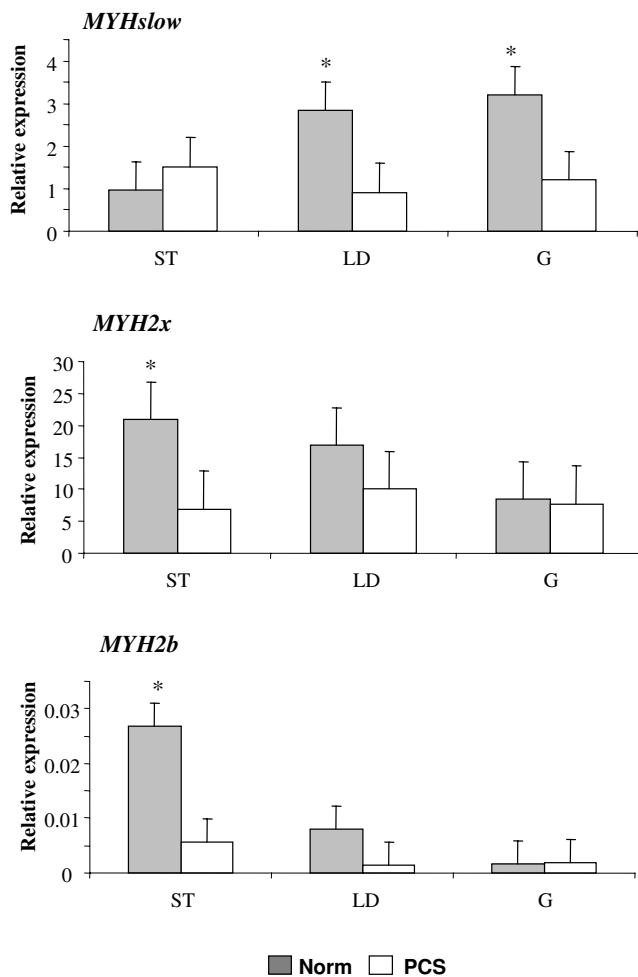 MYHslow
Relative expression
4
3
2
1
0
*
*
ST LD G
MYH2x
Relative expression
30
25
20
15
10
5
0
*
ST LD G
MYH2b
Relative expression
0.03
0.02
0.01
0
*
ST LD G
Norm PCS